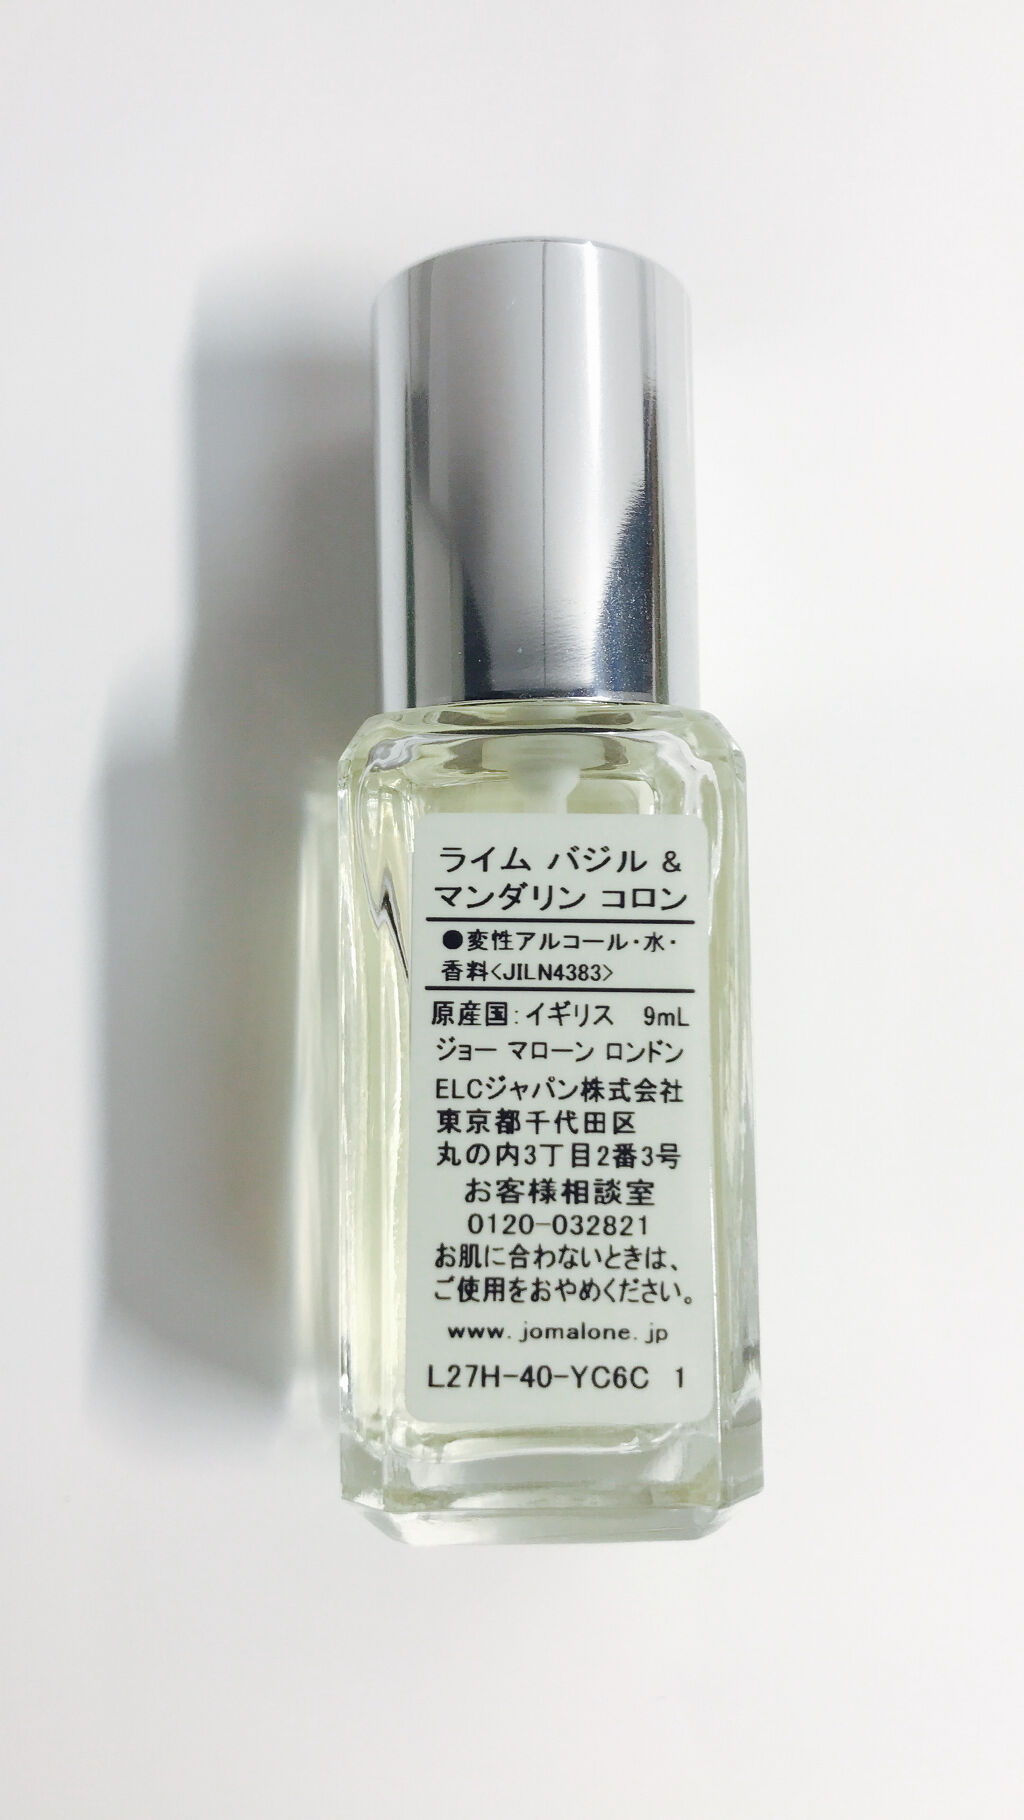 ライム バジル &
マンダリン コロン
●変性アルコール・水・
香料<JILN4383>
原産国：イギリス 9mL
ジョー マローン ロンドン
ELCジャパン株式会社
東京都千代田区
丸の内3丁目2番3号
お客様相談室
0120-032821
お肌に合わないときは、
ご使用をおやめください。
www.jomalone.jp
L27H-40-YC6C 1